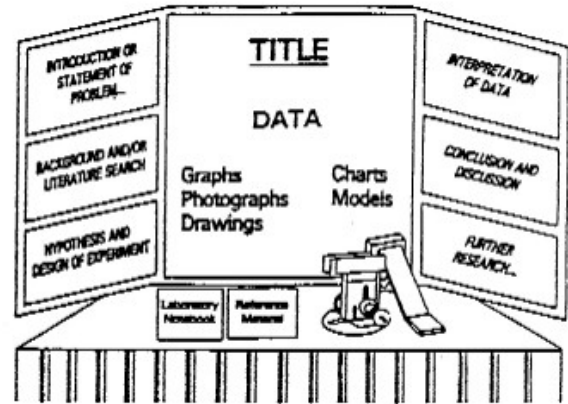 INTRODUCTION OR
STATEMENT OF
PROBLEM...
BACKGROUND AND/OR
LITERATURE SEARCH
HYPOTHESIS AND
DESIGN OF EXPERIMENT
TITLE
DATA
Graphs
Photographs
Drawings
Charts
Models
INTERPRETATION
OF DATA
CONCLUSION AND
DISCUSSION
FURTHER
RESEARCH...
Laboratory
Notebook
Reference
Material